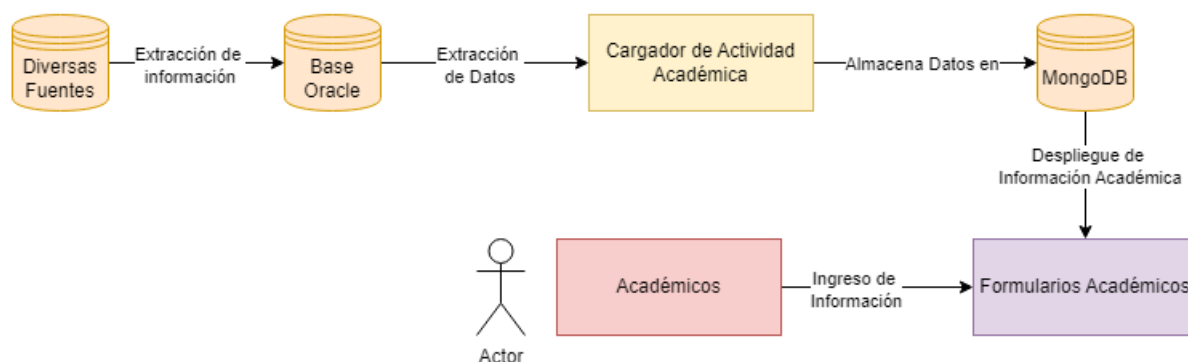 Diversas
Fuentes
Extracción de
información
Base
Oracle
Extracción
de Datos
Cargador de Actividad
Académica
Almacena Datos en
MongoDB
Despliegue de
Información Académica
Actor
Académicos
Ingreso de
Información
Formularios Académicos